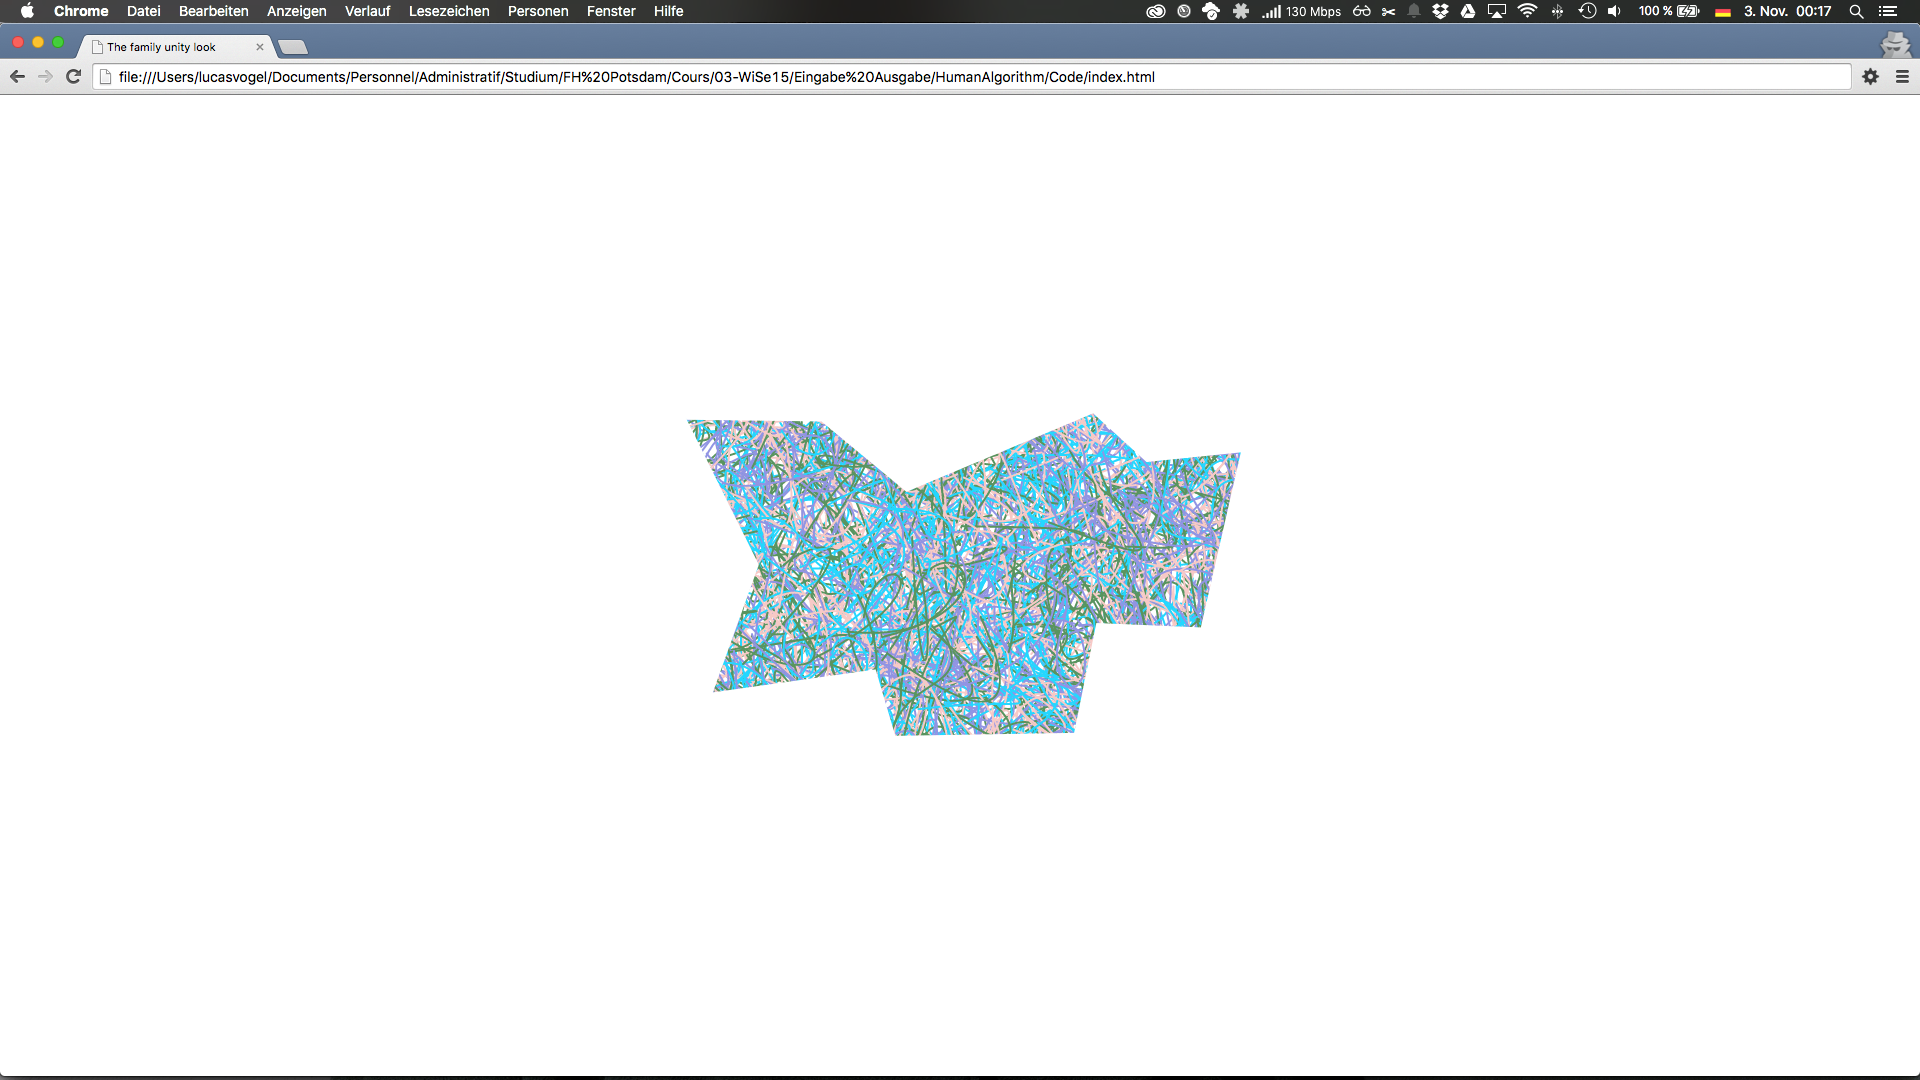 Chrome Datei Bearbeiten Anzeigen Verlauf Lesezeichen Personen Fenster Hilfe 130 Mbps 100 % 3. Nov. 00:17
The family unity look
file:///Users/lucasvogel/Documents/Personnel/Administratif/Studium/FH%20Potsdam/Cours/03-WiSe15/Eingabe%20Ausgabe/HumanAlgorithm/Code/index.html